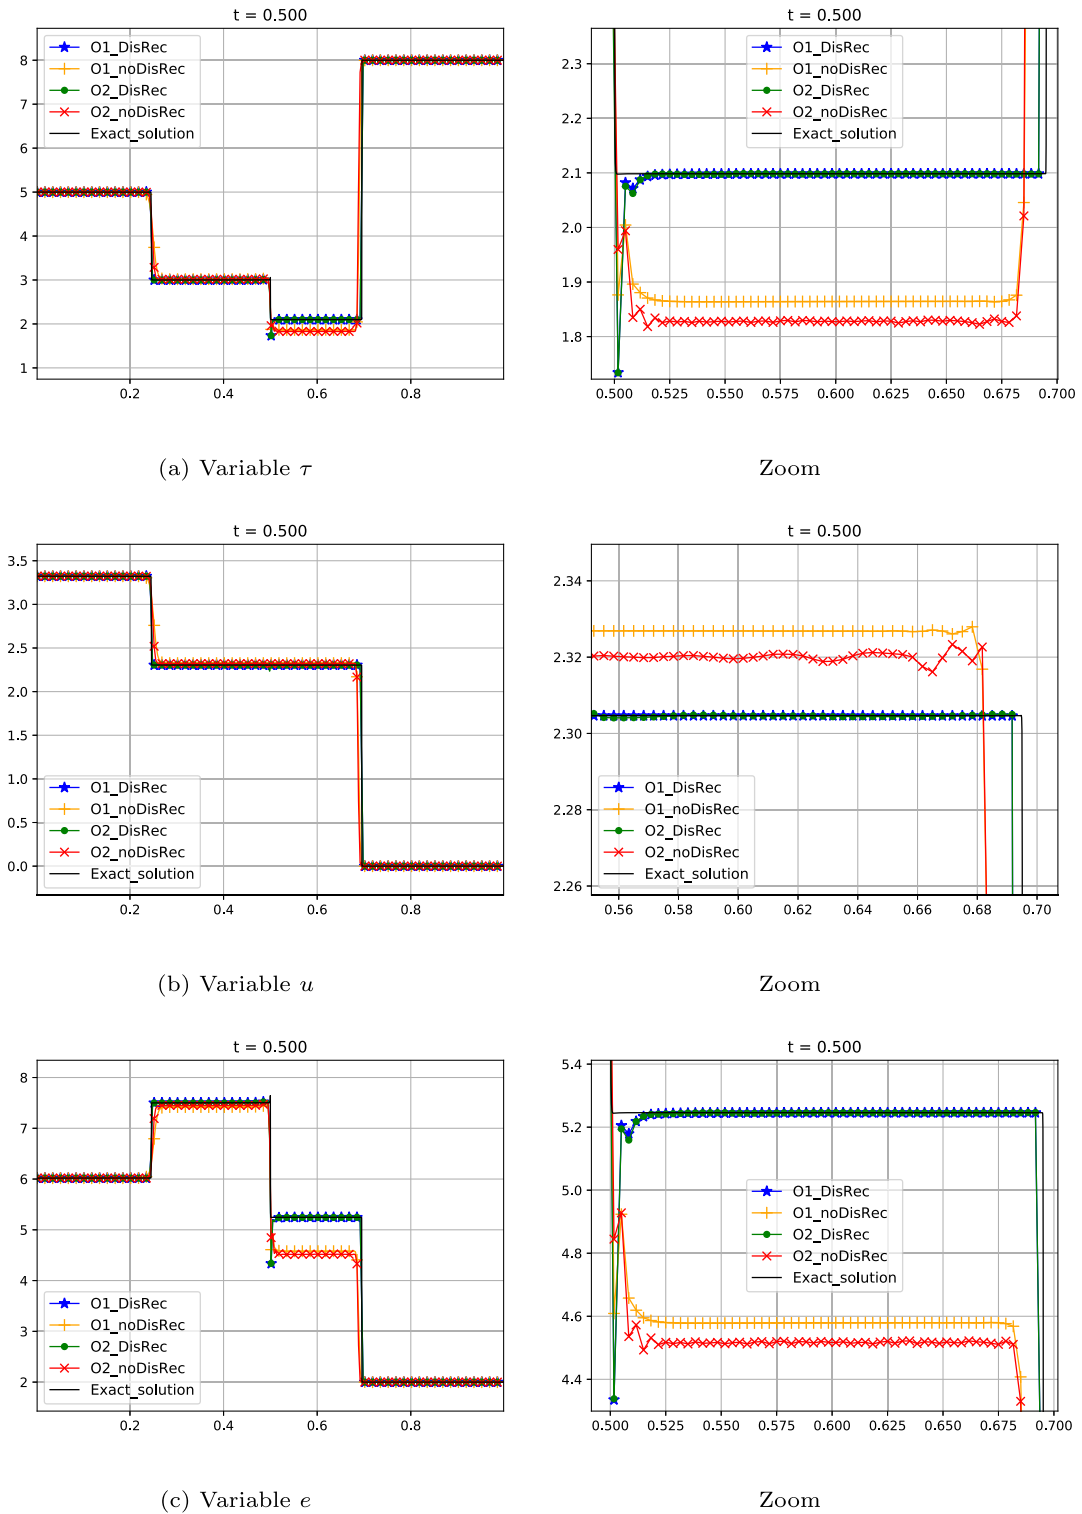 t = 0.500
O1_DisRec
O1_noDisRec
O2_DisRec
O2_noDisRec
Exact_solution
8
7
6
5
4
3
2
1
0.2 0.4 0.6 0.8
t = 0.500
O1_DisRec
O1_noDisRec
O2_DisRec
O2_noDisRec
Exact_solution
2.3
2.2
2.1
2.0
1.9
1.8
0.500 0.525 0.550 0.575 0.600 0.625 0.650 0.675 0.700
(a) Variable τ
Zoom
t = 0.500
3.5
3.0
2.5
2.0
1.5
1.0
0.5
0.0
O1_DisRec
O1_noDisRec
O2_DisRec
O2_noDisRec
Exact_solution
0.2 0.4 0.6 0.8
t = 0.500
2.34
2.32
2.30
2.28
2.26
O1_DisRec
O1_noDisRec
O2_DisRec
O2_noDisRec
Exact_solution
0.56 0.58 0.60 0.62 0.64 0.66 0.68 0.70
(b) Variable u
Zoom
t = 0.500
8
7
6
5
4
3
2
O1_DisRec
O1_noDisRec
O2_DisRec
O2_noDisRec
Exact_solution
0.2 0.4 0.6 0.8
t = 0.500
5.4
5.2
5.0
4.8
4.6
4.4
O1_DisRec
O1_noDisRec
O2_DisRec
O2_noDisRec
Exact_solution
0.500 0.525 0.550 0.575 0.600 0.625 0.650 0.675 0.700
(c) Variable e
Zoom